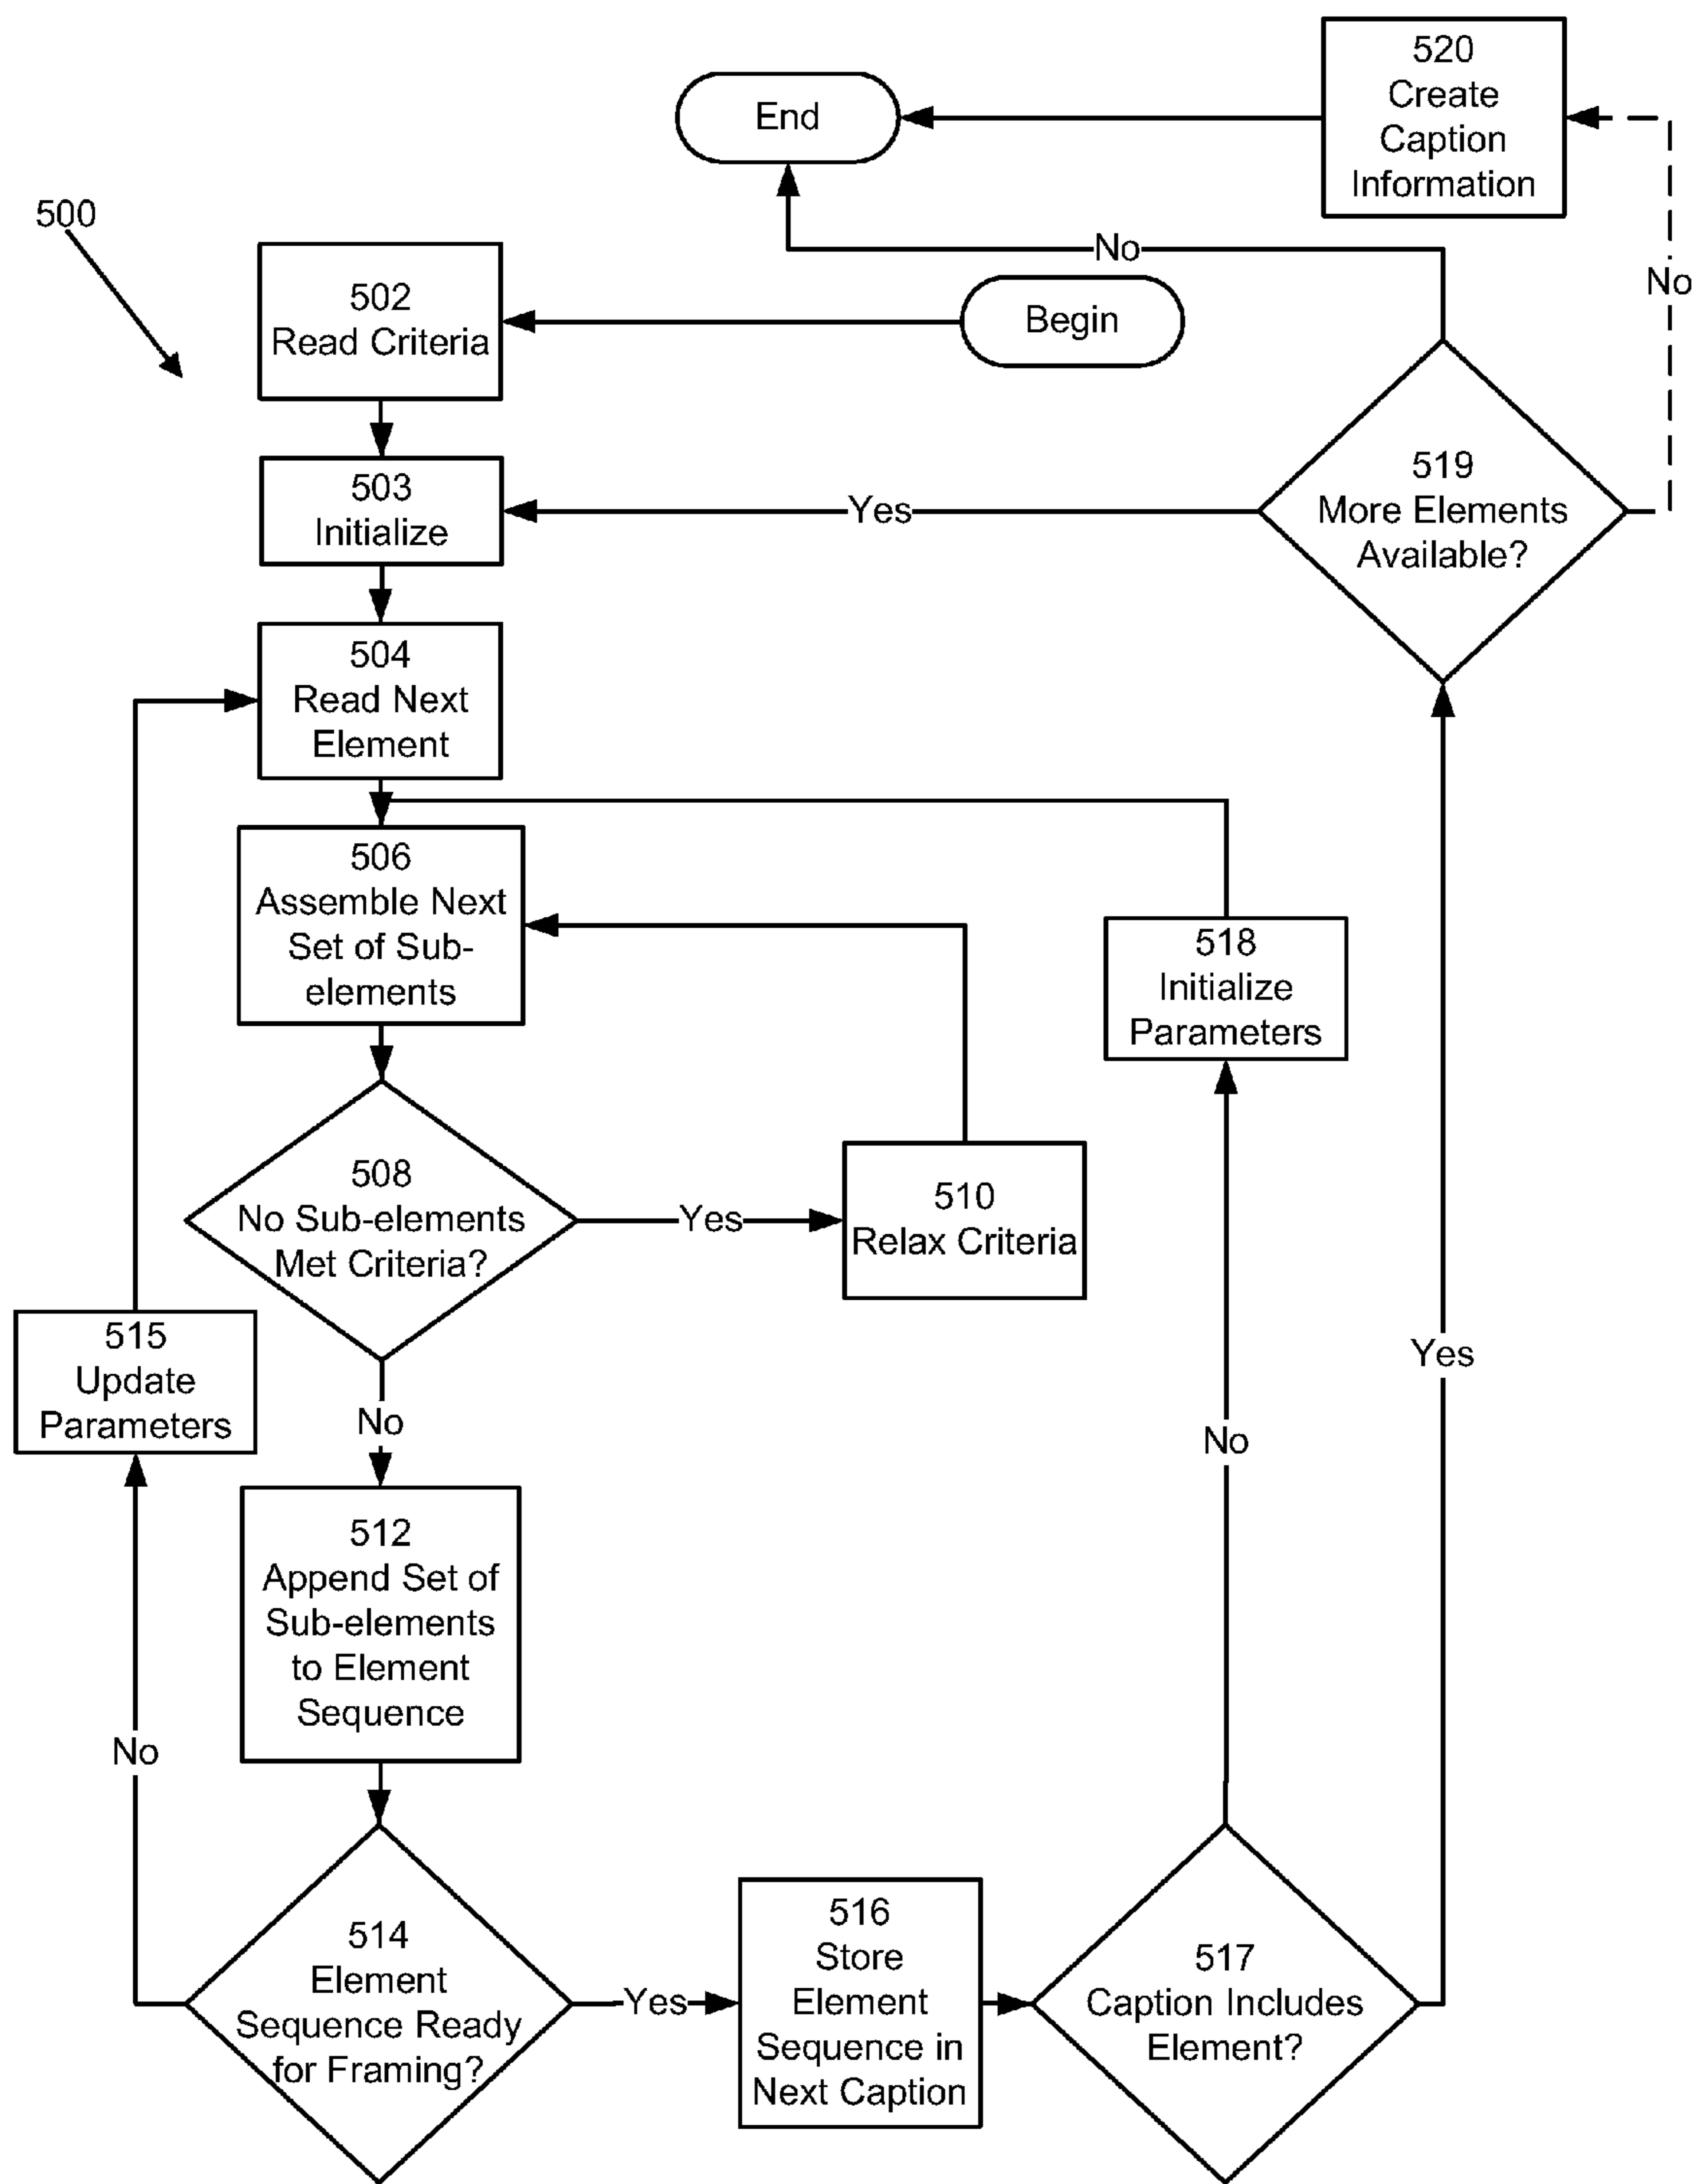 520
Create
Caption
Information
End
500
No
No
502
Read Criteria
Begin
519
More Elements
Available?
503
Initialize
Yes
504
Read Next
Element
506
Assemble Next
Set of Sub-
elements
518
Initialize
Parameters
508
No Sub-elements
Met Criteria?
Yes
510
Relax Criteria
515
Update
Parameters
Yes
No
No
512
Append Set of
Sub-elements
to Element
Sequence
No
514
Element
Sequence Ready
for Framing?
Yes
516
Store
Element
Sequence in
Next Caption
517
Caption Includes
Element?